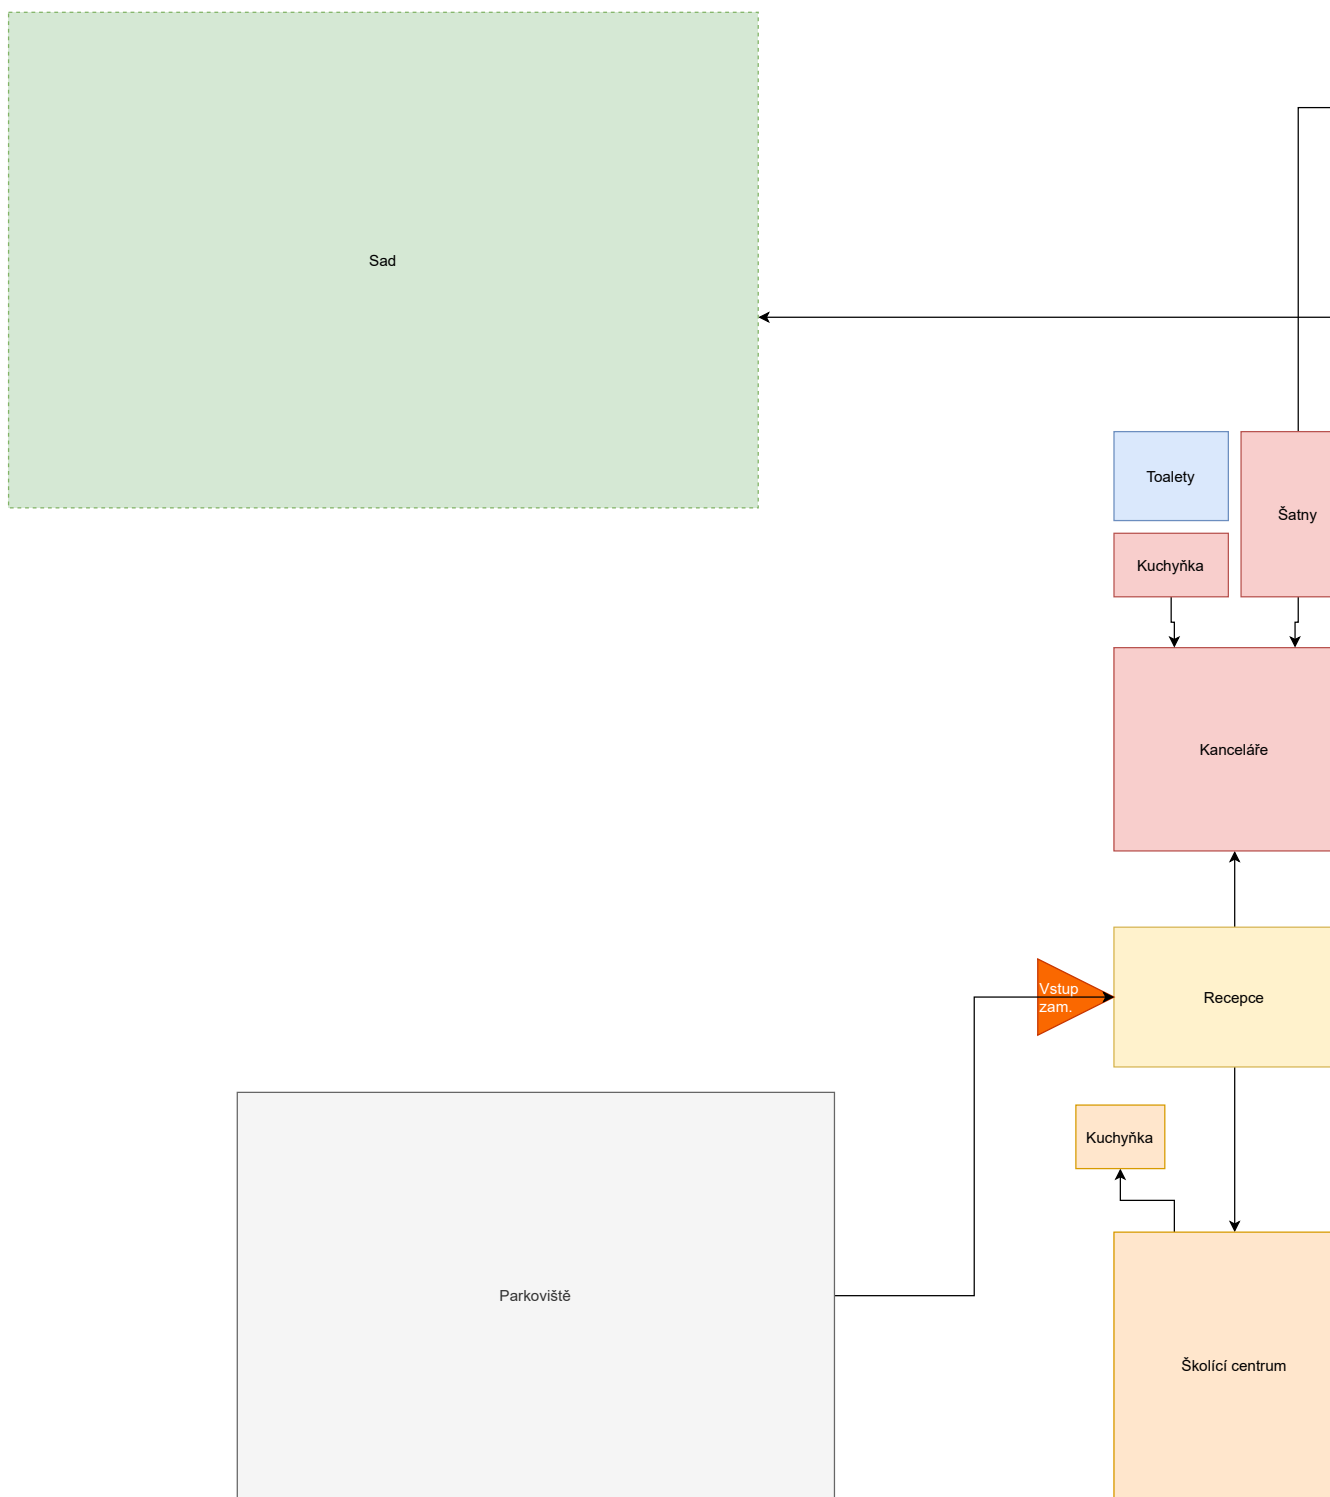 Sad
Toalety
Šatny
Kuchyňka
Kanceláře
Vstup
zam.
Recepce
Kuchyňka
Parkoviště
Školící centrum